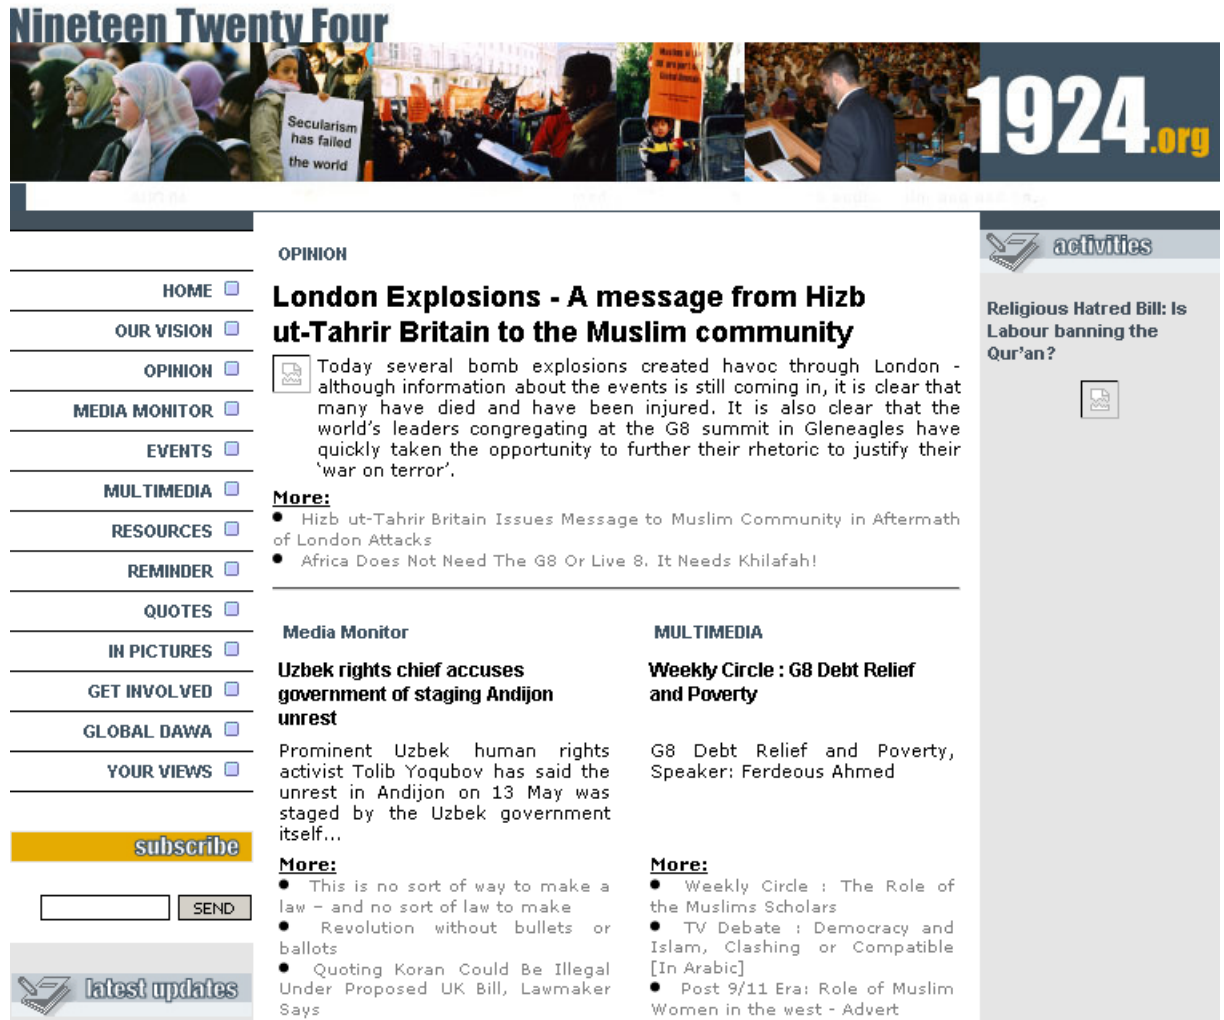 Nineteen Twenty Four
Secularism
has failed
the world
1924.org
HOME
OUR VISION
OPINION
MEDIA MONITOR
EVENTS
MULTIMEDIA
RESOURCES
REMINDER
QUOTES
IN PICTURES
GET INVOLVED
GLOBAL DAWA
YOUR VIEWS
subscribe
SEND
latest updates
OPINION
London Explosions - A message from Hizb
ut-Tahrir Britain to the Muslim community
Today several bomb explosions created havoc through London -
although information about the events is still coming in, it is clear that
many have died and have been injured. It is also clear that the
world's leaders congregating at the G8 summit in Gleneagles have
quickly taken the opportunity to further their rhetoric to justify their
‘war on terror’.
More:
Hizb ut-Tahrir Britain Issues Message to Muslim Community in Aftermath
of London Attacks
Africa Does Not Need The G8 Or Live 8. It Needs Khilafah!
Media Monitor
Uzbek rights chief accuses
government of staging Andijon
unrest
Prominent Uzbek human rights
activist Tolib Yoqubov has said the
unrest in Andijon on 13 May was
staged by the Uzbek government
itself...
More:
This is no sort of way to make a
law – and no sort of law to make
Revolution without bullets or
ballots
Quoting Koran Could Be Illegal
Under Proposed UK Bill, Lawmaker
Says
MULTIMEDIA
Weekly Circle : G8 Debt Relief
and Poverty
G8 Debt Relief and Poverty,
Speaker: Ferdeous Ahmed
More:
Weekly Circle : The Role of
the Muslims Scholars
TV Debate : Democracy and
Islam, Clashing or Compatible
[In Arabic]
Post 9/11 Era: Role of Muslim
Women in the west - Advert
activities
Religious Hatred Bill: Is
Labour banning the
Qur’an?